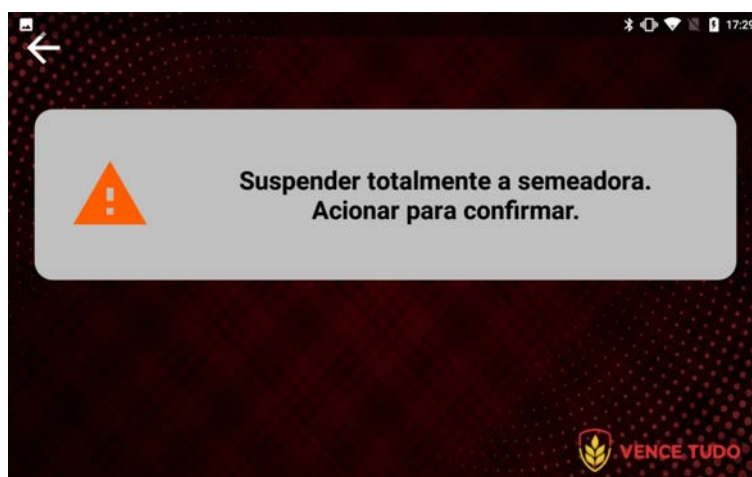 17:29
Suspender totalmente a semeadora.
Acionar para confirmar.
VENCE TUDO